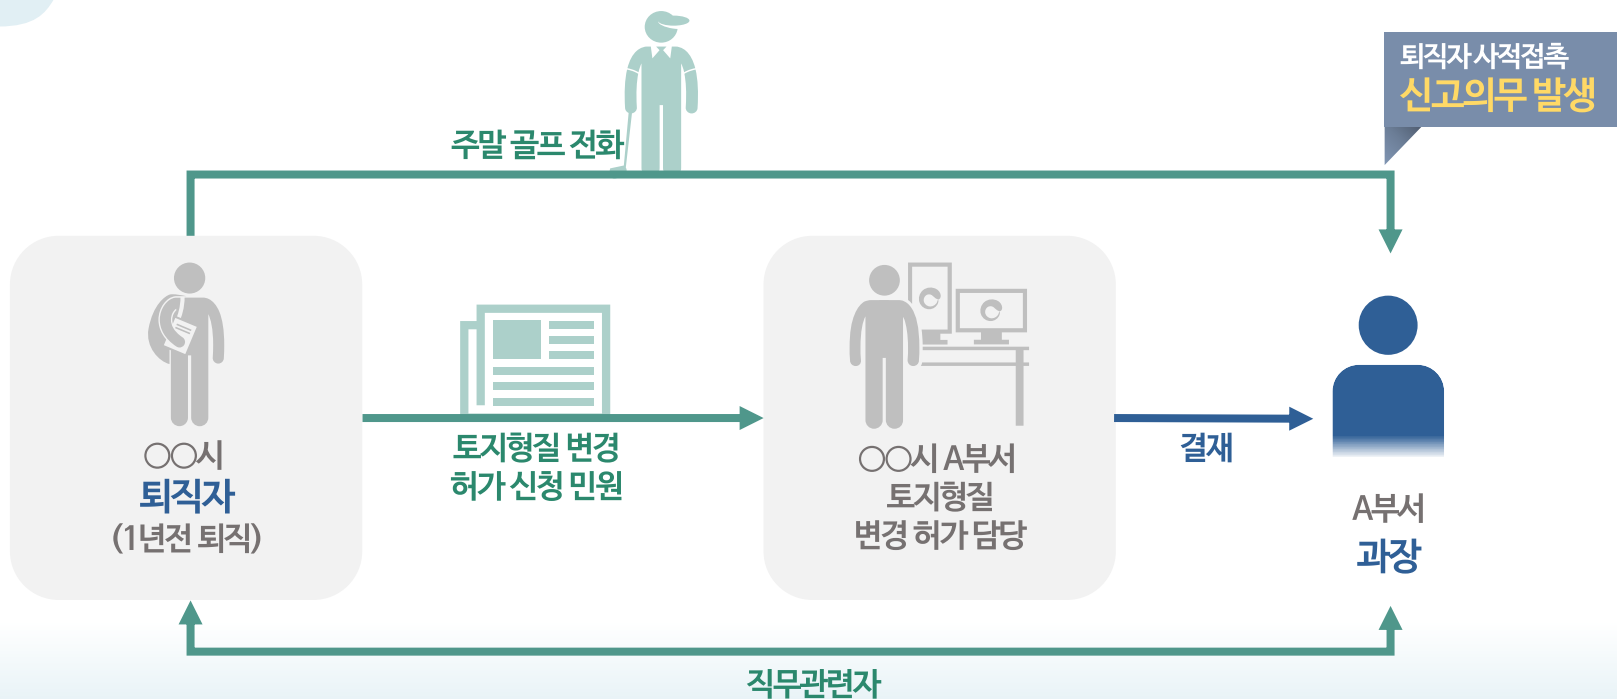 퇴직자 사적접촉
신고의무 발생
주말 골프 전화
○○시
퇴직자
(1년전 퇴직)
토지형질 변경
허가 신청 민원
○○시 A부서
토지형질
변경 허가 담당
결재
A부서
과장
직무관련자